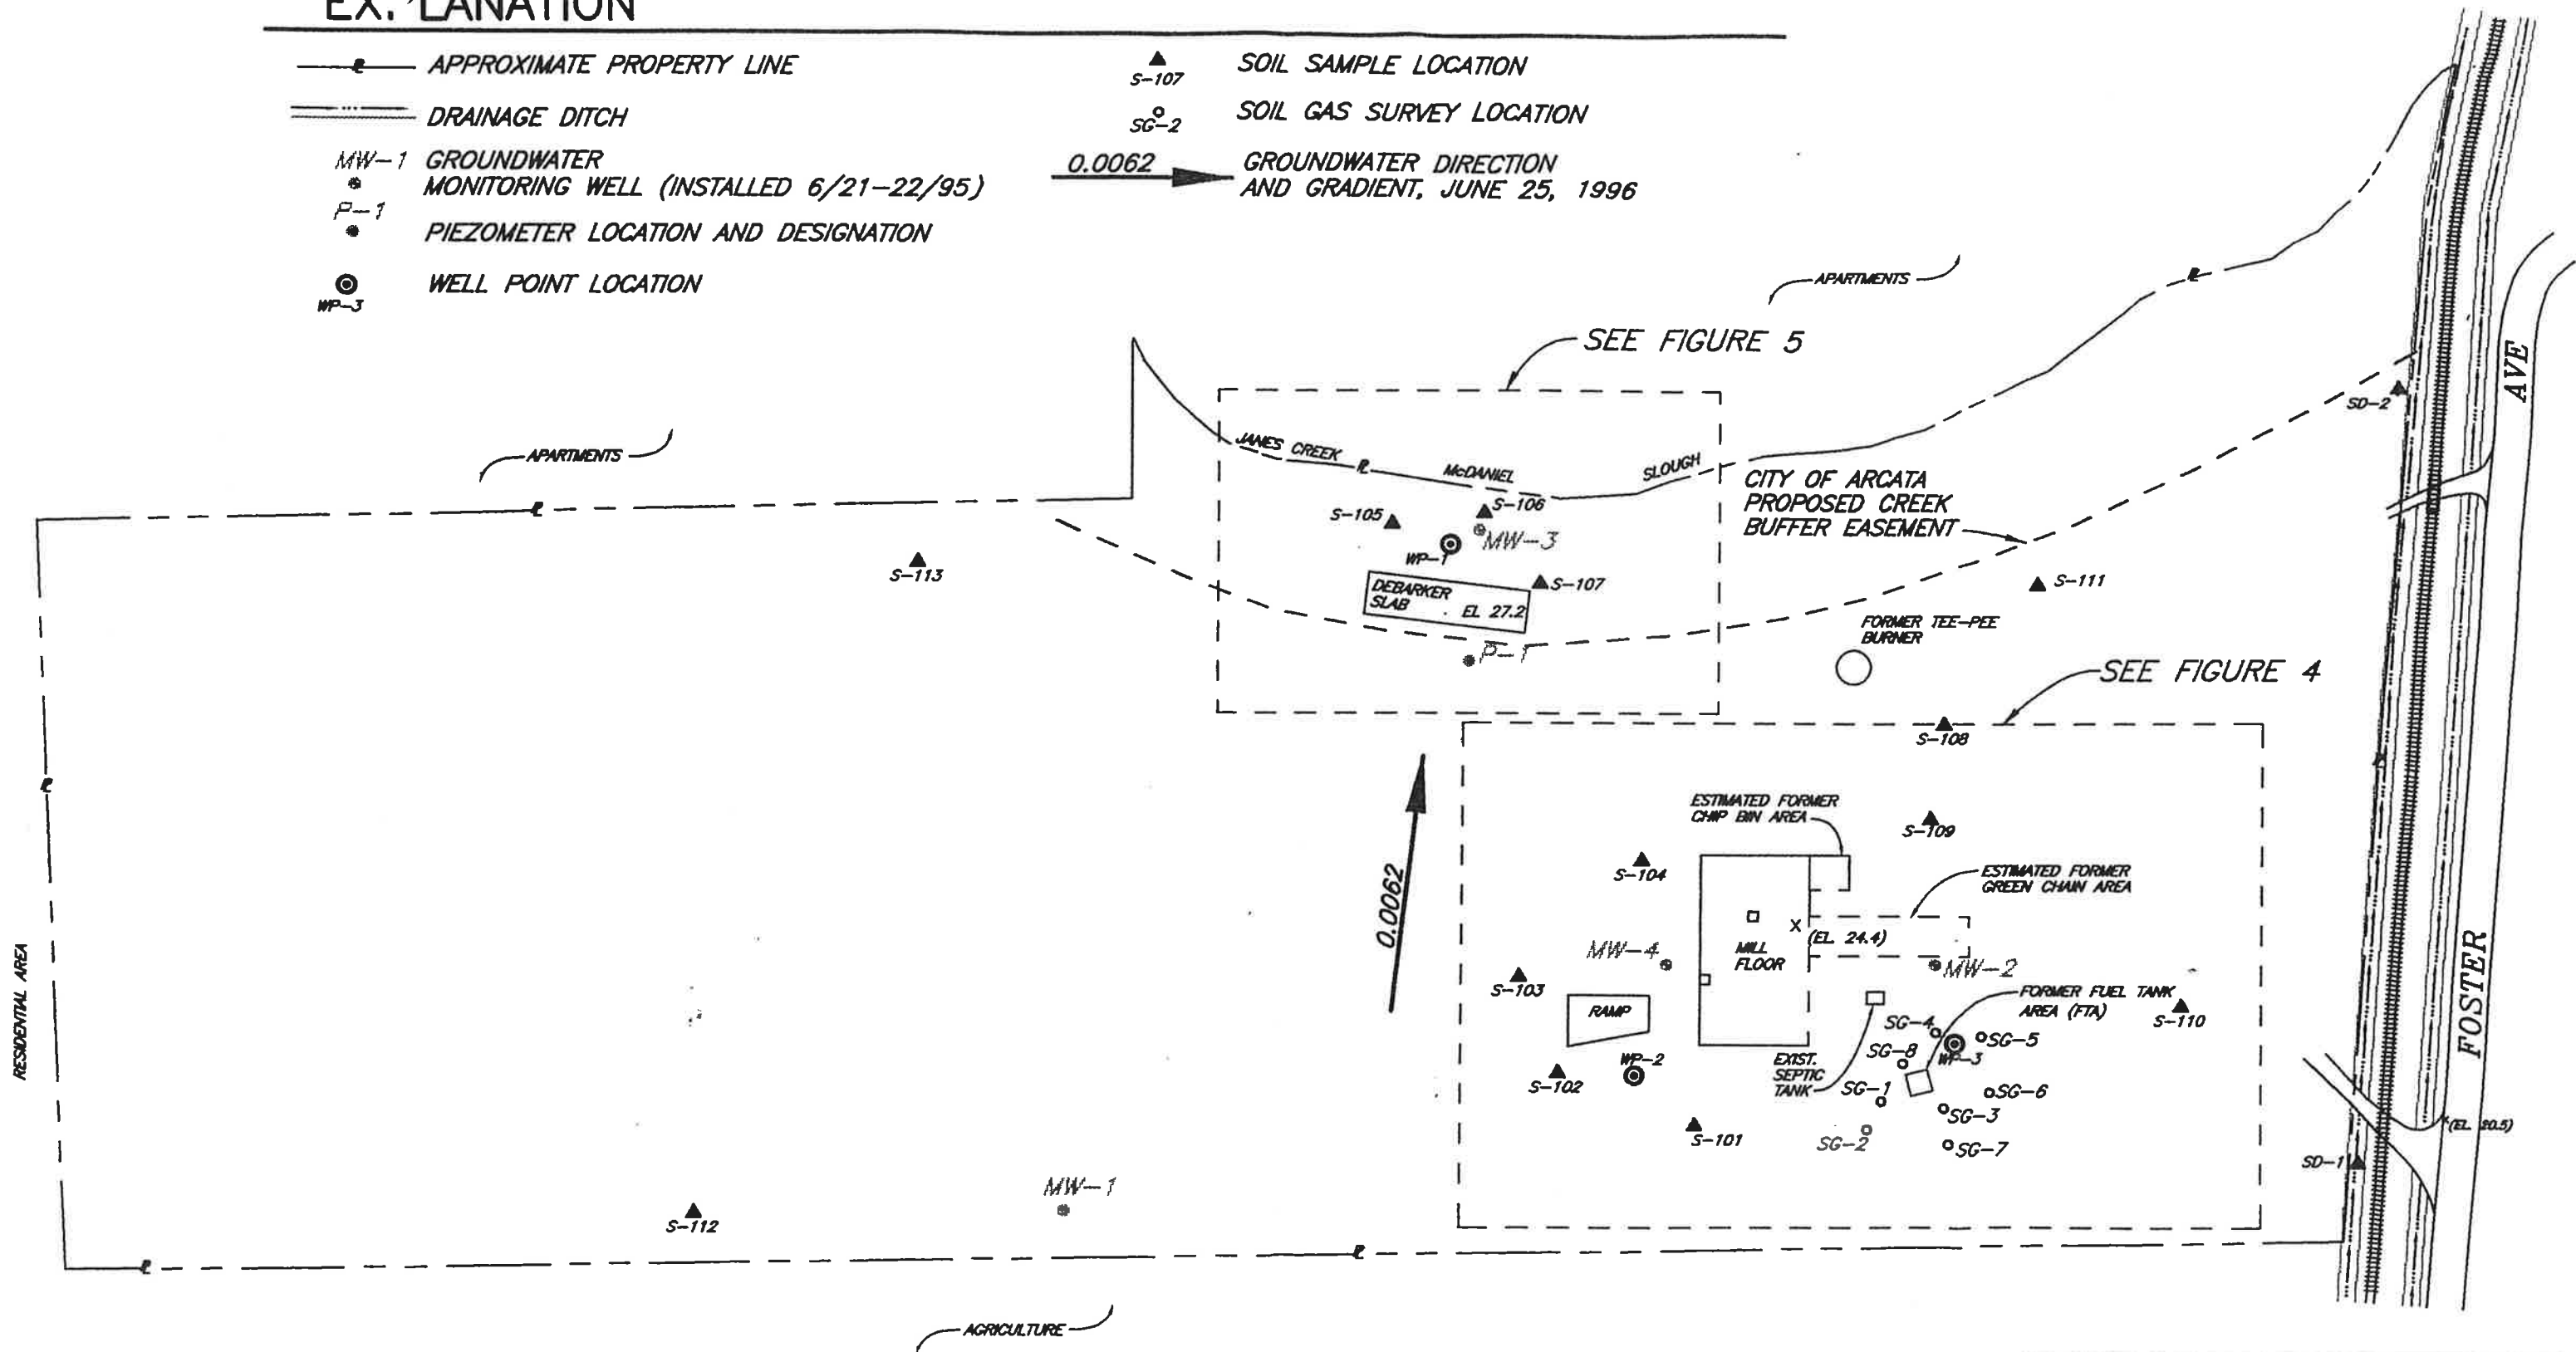 EX. LANATION
APPROXIMATE PROPERTY LINE
DRAINAGE DITCH
MW-1 GROUNDWATER
MONITORING WELL (INSTALLED 6/21-22/95)
P-1
PIEZOMETER LOCATION AND DESIGNATION
WELL POINT LOCATION
WP-3
SOIL SAMPLE LOCATION
S-107
SOIL GAS SURVEY LOCATION
SG-2
0.0062
GROUNDWATER DIRECTION
AND GRADIENT, JUNE 25, 1996
APARTMENTS
SEE FIGURE 5
APARTMENTS
JANES CREEK
McDANIEL
SLOUGH
CITY OF ARCATA
PROPOSED CREEK
BUFFER EASEMENT
SD-2
AVE
S-105
S-106
MW-3
WP-1
S-113
S-107
DEBARKER
SLAB
EL 27.2
P-1
S-111
FORMER TEE-PEE
BURNER
SEE FIGURE 4
S-108
ESTIMATED FORMER
CHIP BIN AREA
S-109
S-104
ESTIMATED FORMER
GREEN CHAIN AREA
0.0062
X
(EL 24.4)
MILL
FLOOR
MW-4
MW-2
S-103
RAMP
FORMER FUEL TANK
AREA (FTA)
S-110
FOSTER
RESIDENTIAL AREA
SG-4
SG-5
SG-8
WP-3
WP-2
EXIST.
SEPTIC
TANK
S-102
SG-1
SG-6
SG-3
S-101
SG-2
SG-7
(EL 20.5)
SD-1
MW-1
S-112
AGRICULTURE